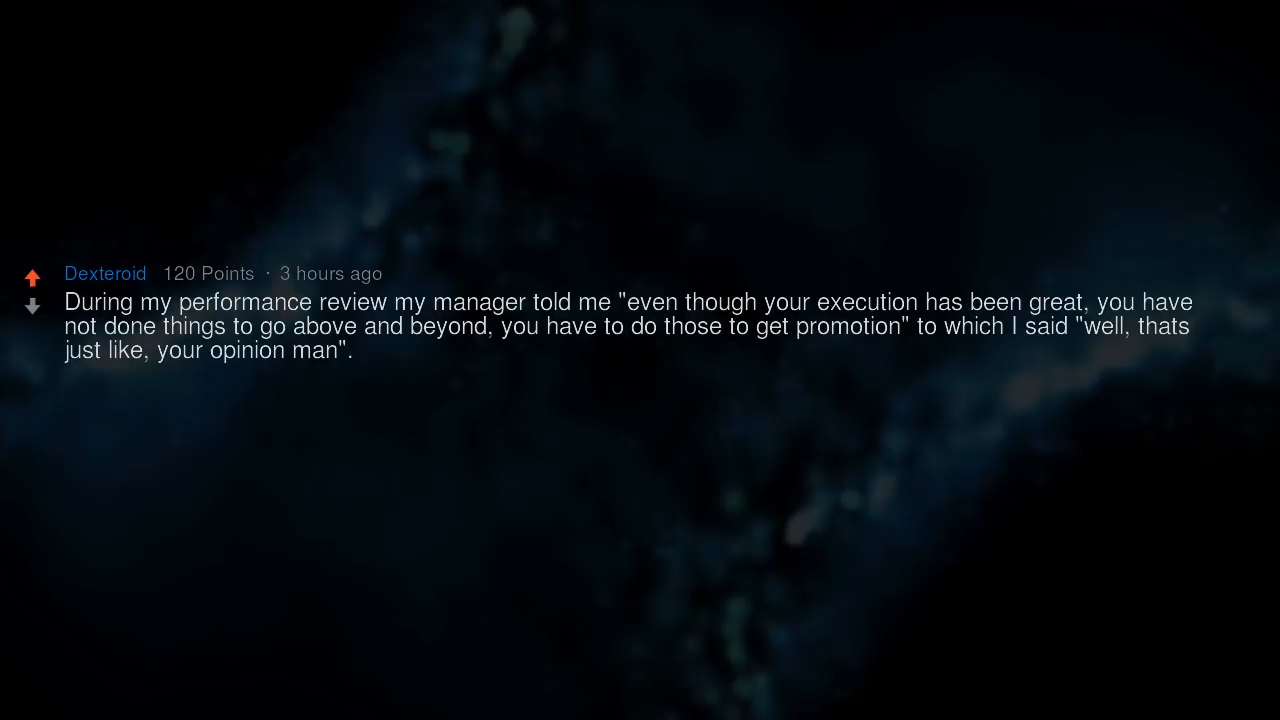 Dexteroid 120 Points · 3 hours ago
During my performance review my manager told me "even though your execution has been great, you have
not done things to go above and beyond, you have to do those to get promotion" to which I said "well, thats
just like, your opinion man".